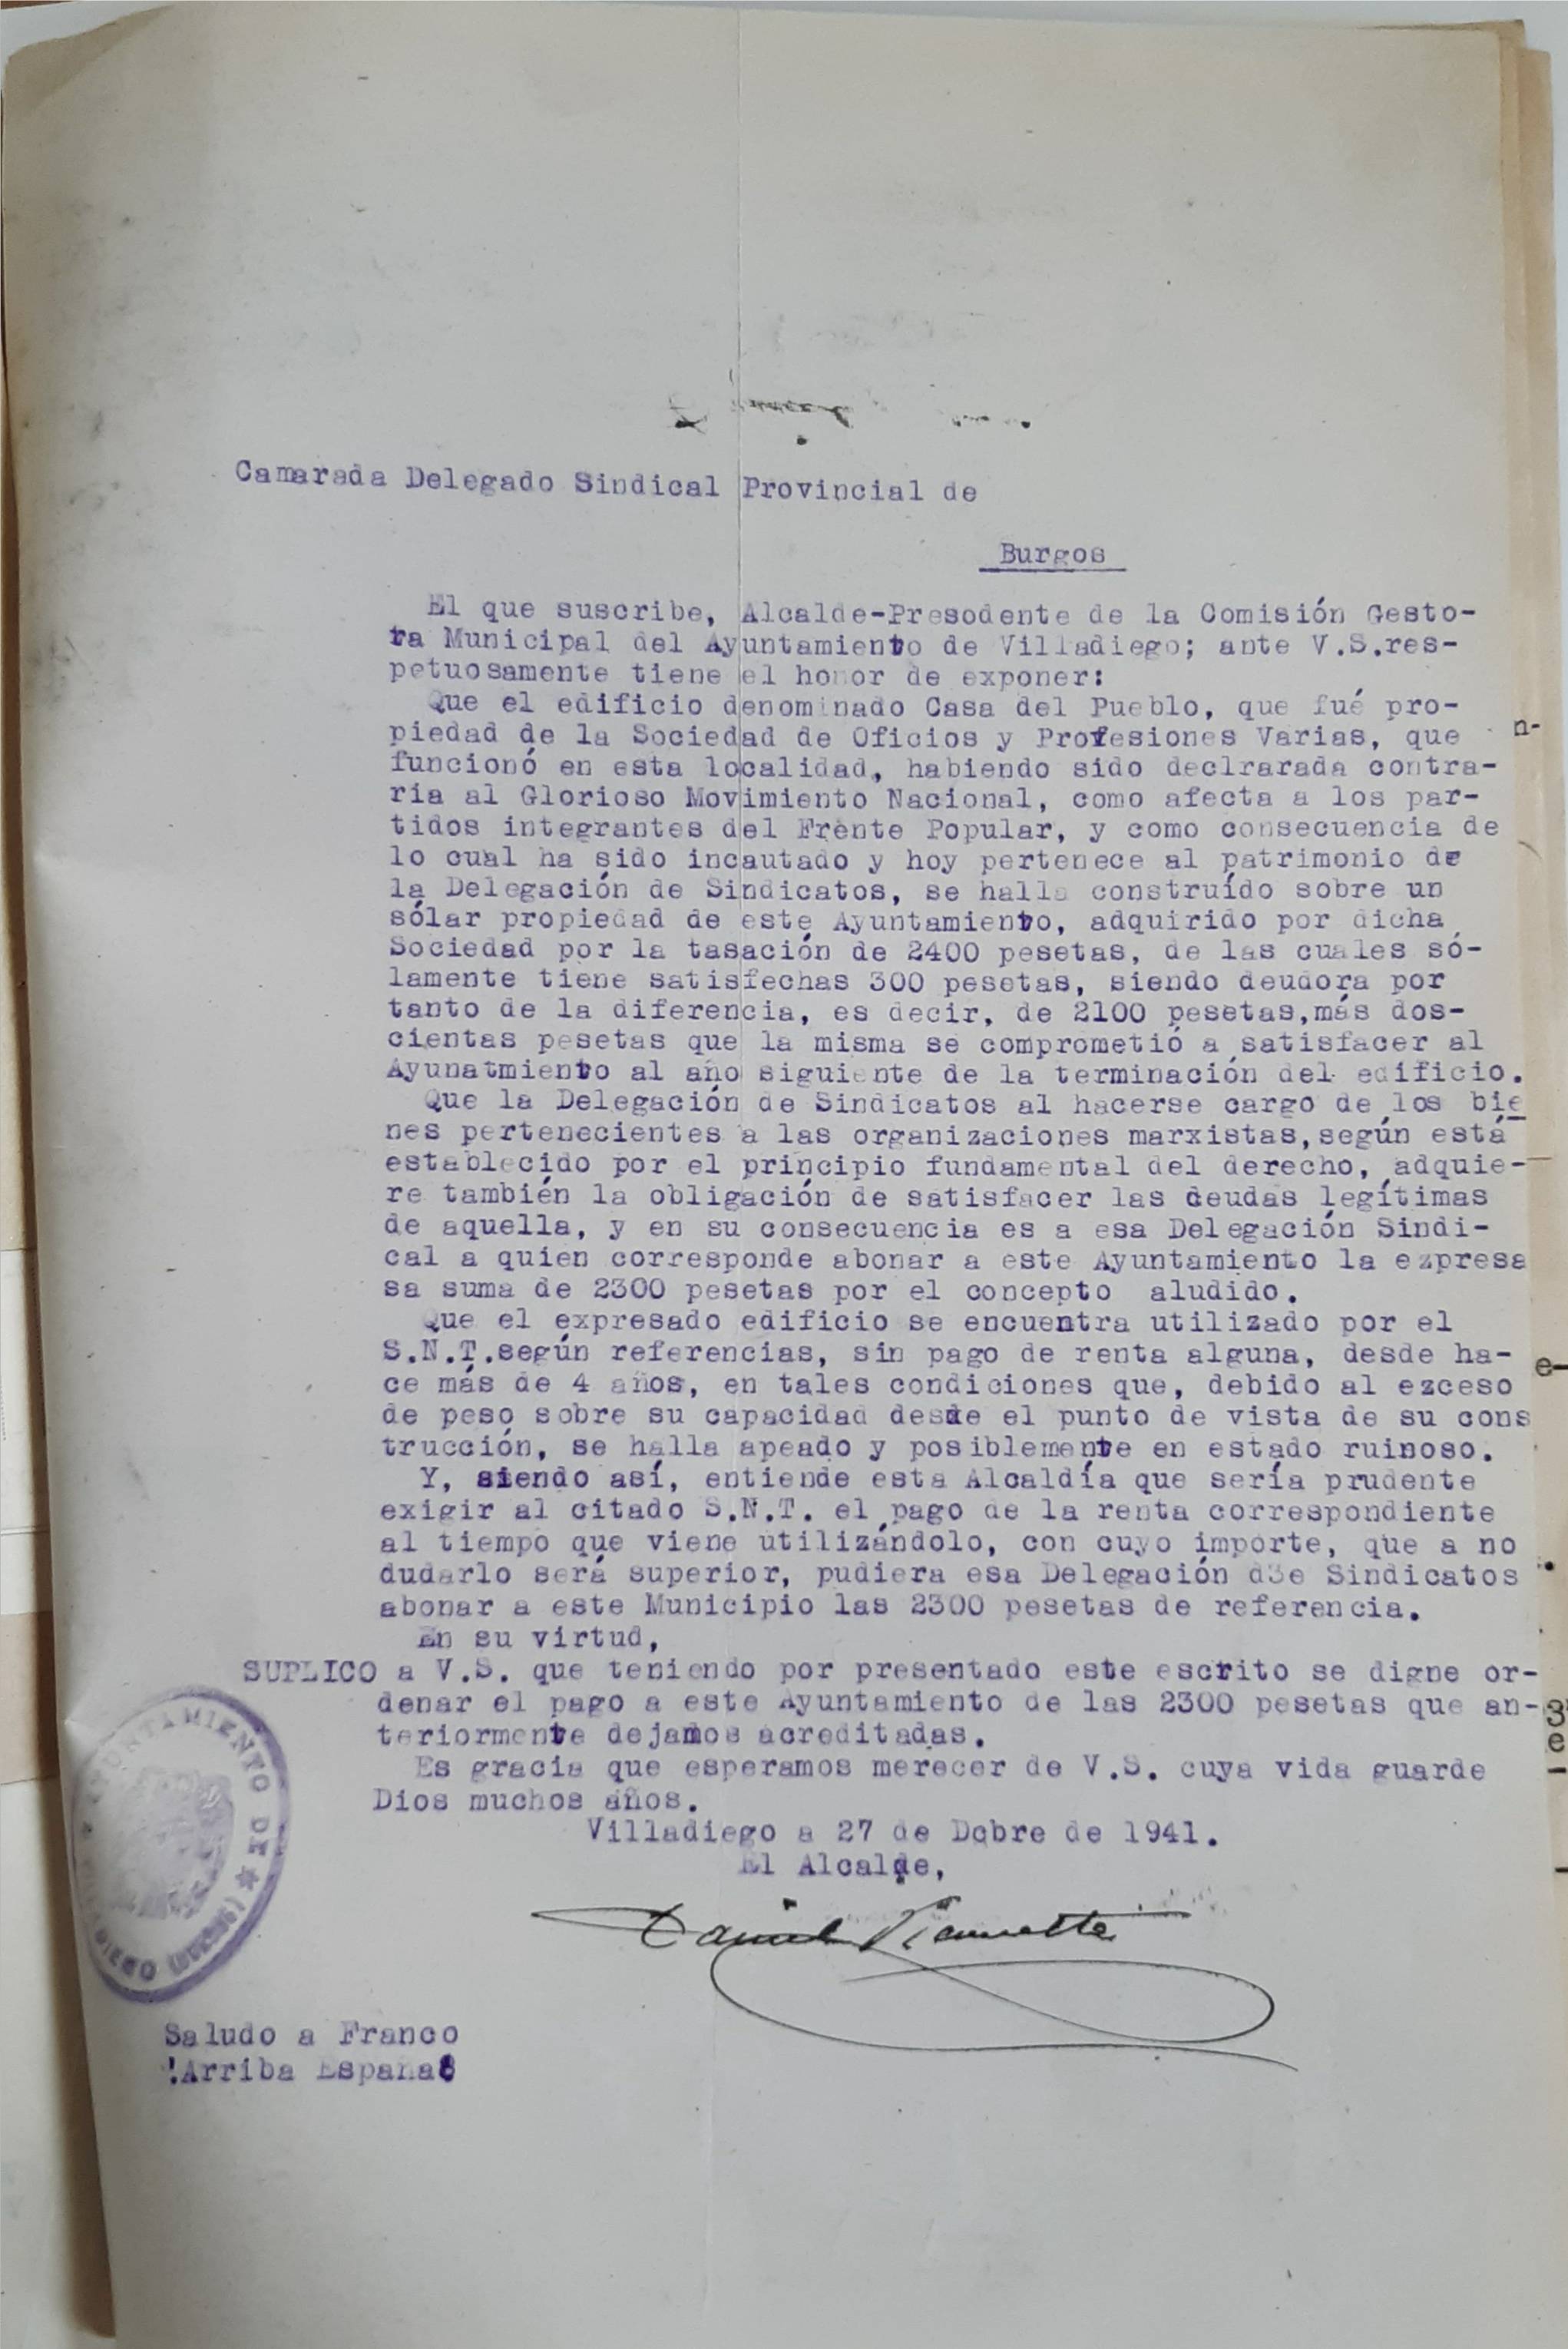 Camarada Delegado Sindical Provincial de
Burgos
El que suscribe, Alcalde-Presodente de la Comisión Gesto-
ra Municipal del Ayuntamiento de Villadiego; ante V.S.res-
petuosamente tiene el honor de exponer:
Que el edificio denominado Casa del Pueblo, que fué pro-
piedad de la Sociedad de Oficios y Profesiones Varias, que
funcionó en esta localidad, habiendo sido declrarada contra-
ria al Glorioso Movimiento Nacional, como afecta a los par-
tidos integrantes del Frente Popular, y como consecuencia de
lo cual ha sido incautado y hoy pertenece al patrimonio de
la Delegación de Sindicatos, se halla construído sobre un
sólar propiedad de este Ayuntamiento, adquirido por dicha
Sociedad por la tasación de 2400 pesetas, de las cuales só-
lamente tiene satisfechas 300 pesetas, siendo deudora por
tanto de la diferencia, es decir, de 2100 pesetas,más dos-
cientas pesetas que la misma se comprometió a satisfacer al
Ayunatmiento al año siguiente de la terminación del edificio.
Que la Delegación de Sindicatos al hacerse cargo de los bie
nes pertenecientes a las organizaciones marxistas,según está
establecido por el principio fundamental del derecho, adquie-
re también la obligación de satisfacer las deudas legítimas
de aquella, y en su consecuencia es a esa Delegación Sindi-
cal a quien corresponde abonar a este Ayuntamiento la ezpresa
sa suma de 2300 pesetas por el concepto aludido.
Que el expresado edificio se encuentra utilizado por el
S.N.T.según referencias, sin pago de renta alguna, desde ha-
ce más de 4 años, en tales condiciones que, debido al exceso
de peso sobre su capacidad desde el punto de vista de su cons
trucción, se halla apeado y posiblemente en estado ruinoso.
Y, siendo así, entiende esta Alcaldía que sería prudente
exigir al citado S.N.T. el pago de la renta correspondiente
al tiempo que viene utilizándolo, con cuyo importe, que a no
dudarlo será superior, pudiera esa Delegación d3e Sindicatos
abonar a este Municipio las 2300 pesetas de referencia.
En su virtud,
SUPLICO a V.S. que teniendo por presentado este escrito se digne or-
denar el pago a este Ayuntamiento de las 2300 pesetas que an-
teriormente dejamos acreditadas.
Es gracia que esperamos merecer de V.S. cuya vida guarde
Dios muchos años.
Villadiego a 27 de Dcbre de 1941.
El Alcalde,
Daniel
AYUNTAMIENTO DE VILLADIEGO (BURGOS)
Saludo a Franco
!Arriba España8